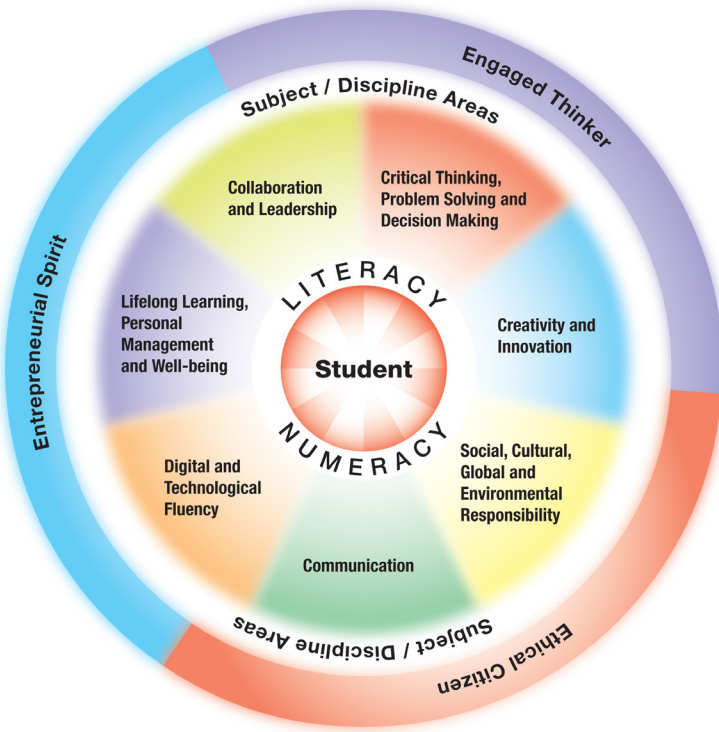 Engaged Thinker
Subject / Discipline Areas
Collaboration
and Leadership
Critical Thinking,
Problem Solving and
Decision Making
Entrepreneurial Spirit
Lifelong Learning,
Personal
Management
and Well-being
LITERACY
Student
NUMERACY
Creativity and
Innovation
Digital and
Technological
Fluency
Social, Cultural,
Global and
Environmental
Responsibility
Communication
Subject / Discipline Areas
Ethical Citizen